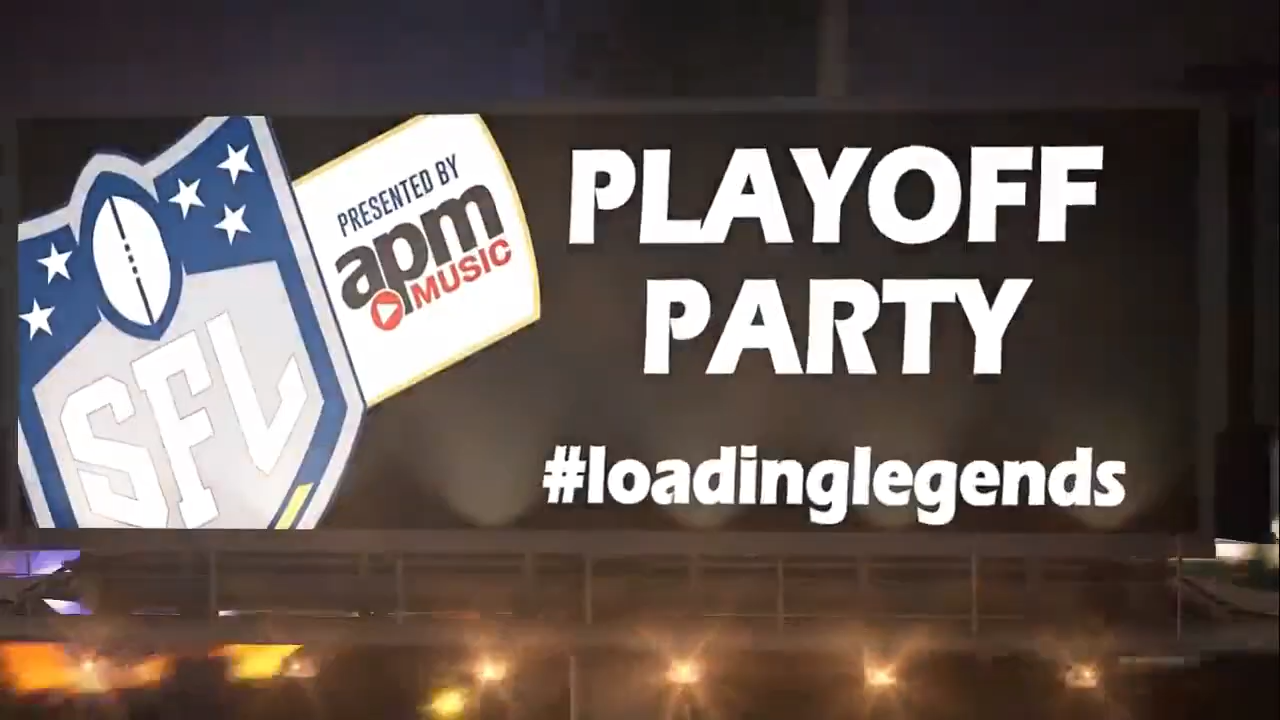 PRESENTED BY
apm
MUSIC
SFL
PLAYOFF
PARTY
#loadinglegends